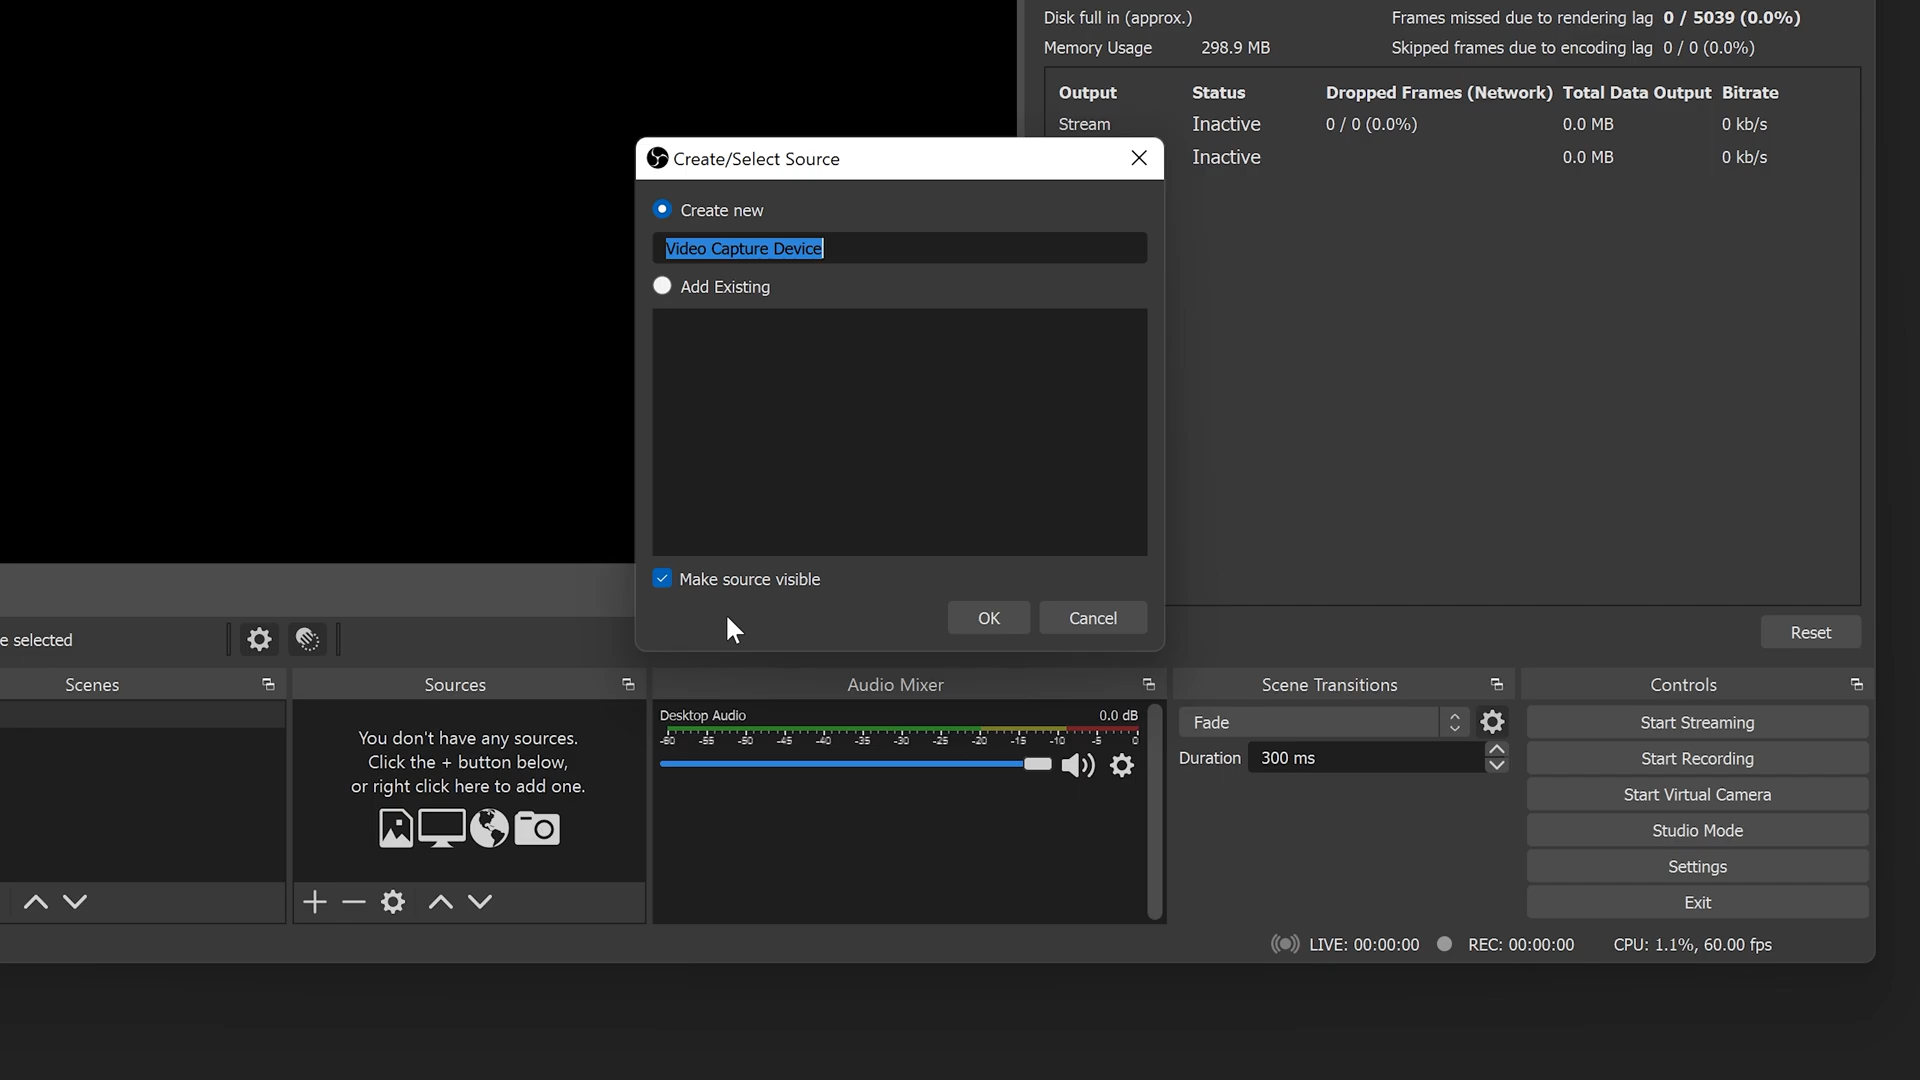 Disk full in (approx.)
Frames missed due to rendering lag 0 / 5039 (0.0%)
Memory Usage 298.9 MB
Skipped frames due to encoding lag 0 / 0 (0.0%)
Output Status Dropped Frames (Network) Total Data Output Bitrate
Stream Inactive 0 / 0 (0.0%) 0.0 MB 0 kb/s
Inactive 0.0 MB 0 kb/s
Create/Select Source
Create new
Video Capture Device
Add Existing
Make source visible
OK Cancel
e selected
Reset
Scenes
Sources
Audio Mixer
Scene Transitions
Controls
You don't have any sources.
Click the + button below,
or right click here to add one.
Desktop Audio 0.0 dB
-60 -55 -50 -45 -40 -35 -30 -25 -20 -15 -10 -5 0
Fade
Duration 300 ms
Start Streaming
Start Recording
Start Virtual Camera
Studio Mode
Settings
Exit
LIVE: 00:00:00 REC: 00:00:00 CPU: 1.1%, 60.00 fps